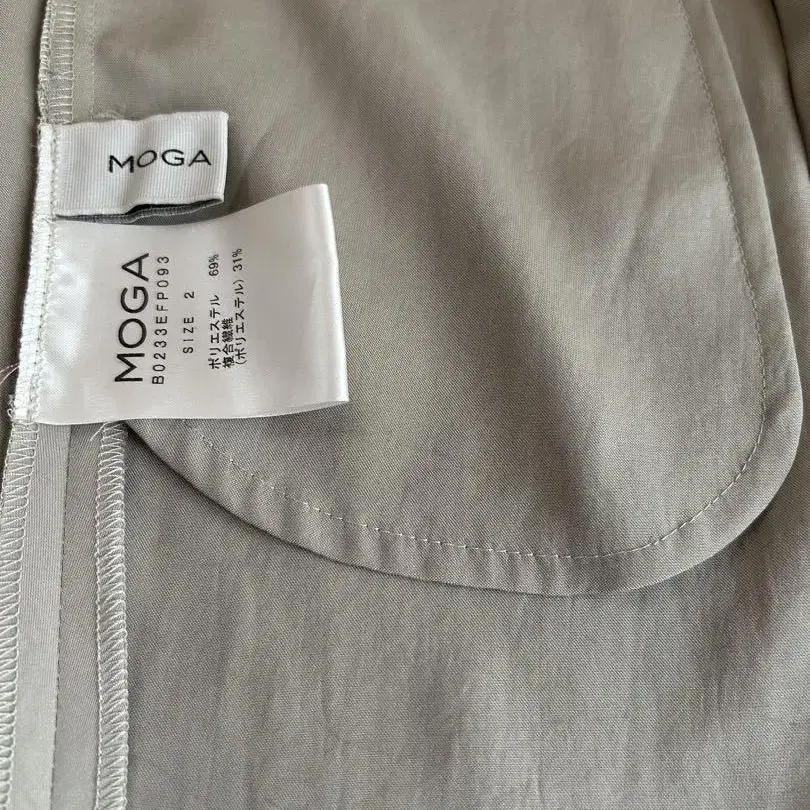 MOGA
MOGA
B0233EFP093
SIZE 2
ポリエステル 69%
複合繊維
(ポリエステル) 31%